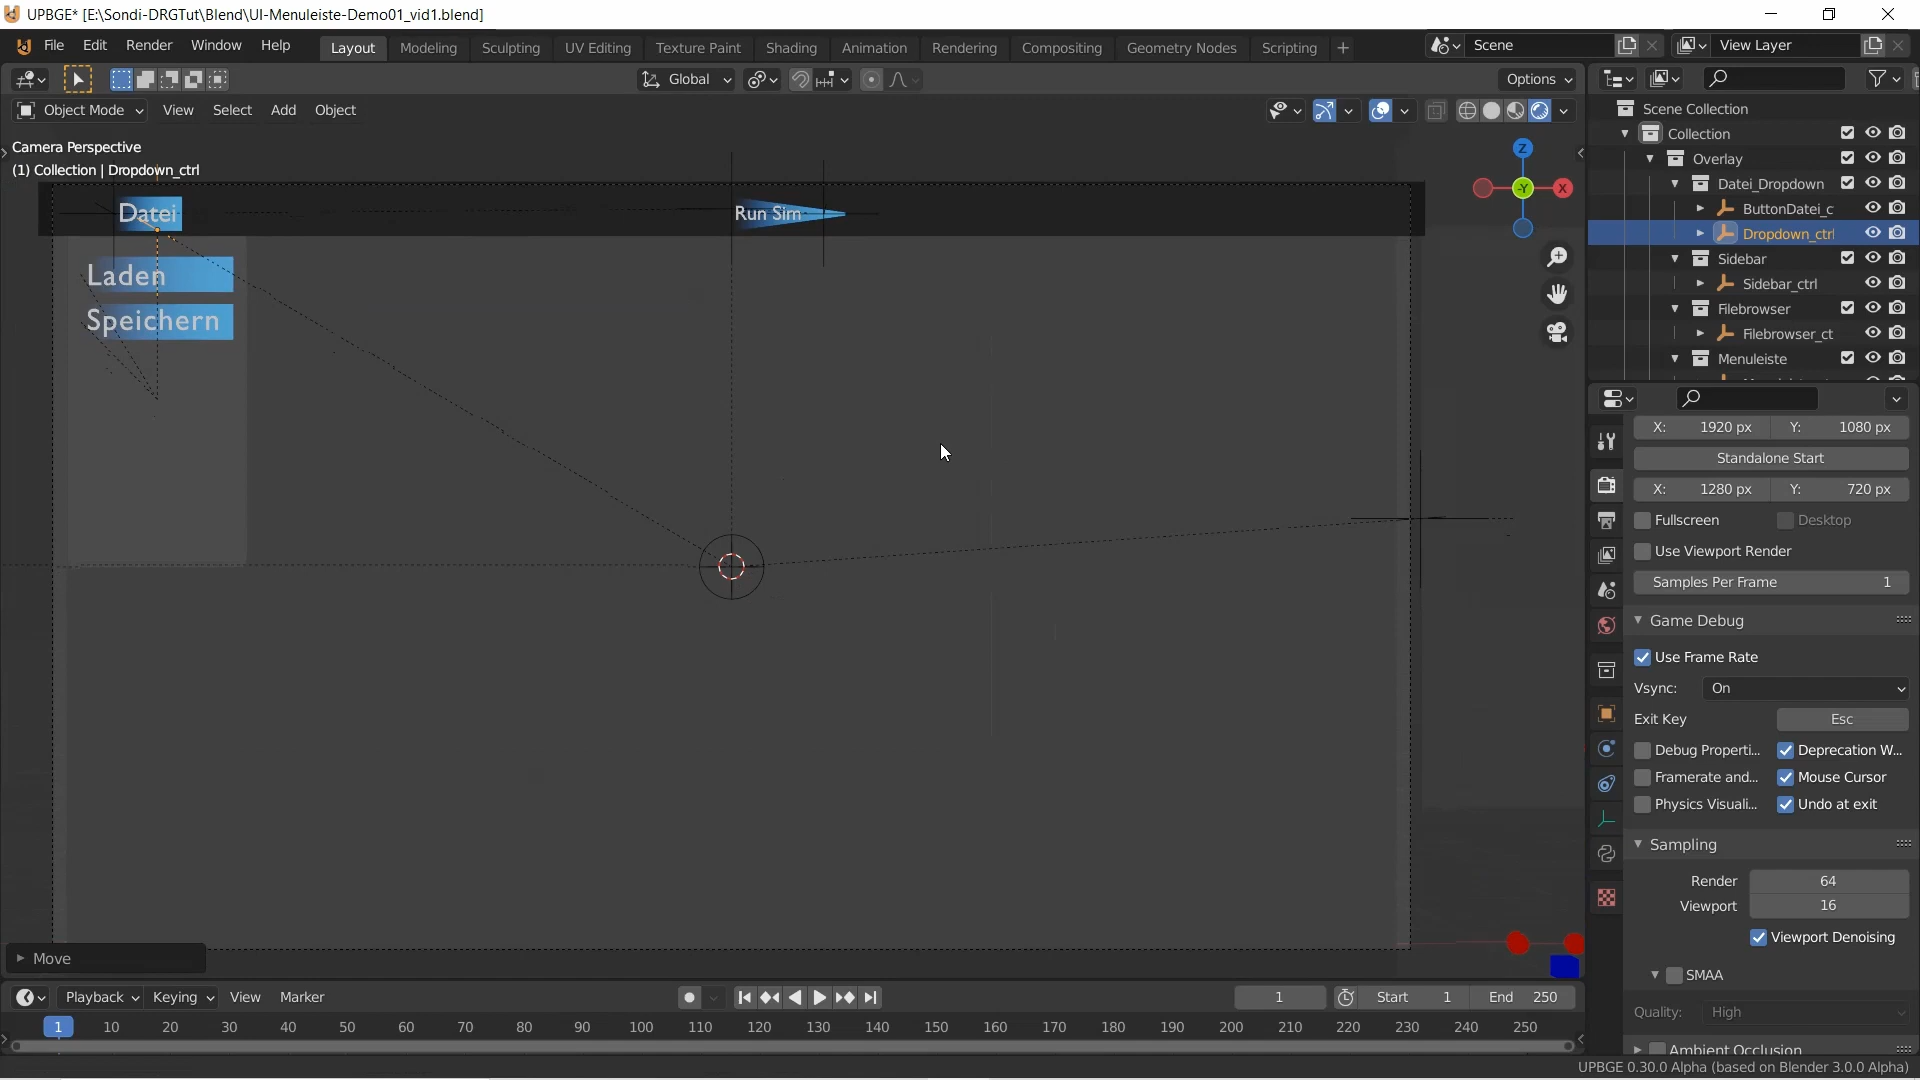 UPBGE* [E:\Sondi-DRGTut\Blend\UI-Menuleiste-Demo01_vid1.blend]
File Edit Render Window Help Layout Modeling Sculpting UV Editing Texture Paint Shading Animation Rendering Compositing Geometry Nodes Scripting + Scene View Layer
Global Options
Object Mode View Select Add Object
Camera Perspective
(1) Collection | Dropdown_ctrl
Datei
Run Sim
Laden
Speichern
Z
-Y
X
Move
Scene Collection
Collection
Overlay
Datei_Dropdown
ButtonDatei_c
Dropdown_ctrl
Sidebar
Sidebar_ctrl
Filebrowser
Filebrowser_ct
Menuleiste
X: 1920 px Y: 1080 px
Standalone Start
X: 1280 px Y: 720 px
Fullscreen Desktop
Use Viewport Render
Samples Per Frame 1
Game Debug
Use Frame Rate
Vsync: On
Exit Key Esc
Debug Properti... Deprecation W...
Framerate and... Mouse Cursor
Physics Visuali... Undo at exit
Sampling
Render 64
Viewport 16
Viewport Denoising
SMAA
Quality: High
Ambient Occlusion
Playback Keying View Marker 1 Start 1 End 250
1 10 20 30 40 50 60 70 80 90 100 110 120 130 140 150 160 170 180 190 200 210 220 230 240 250
UPBGE 0.30.0 Alpha (based on Blender 3.0.0 Alpha)